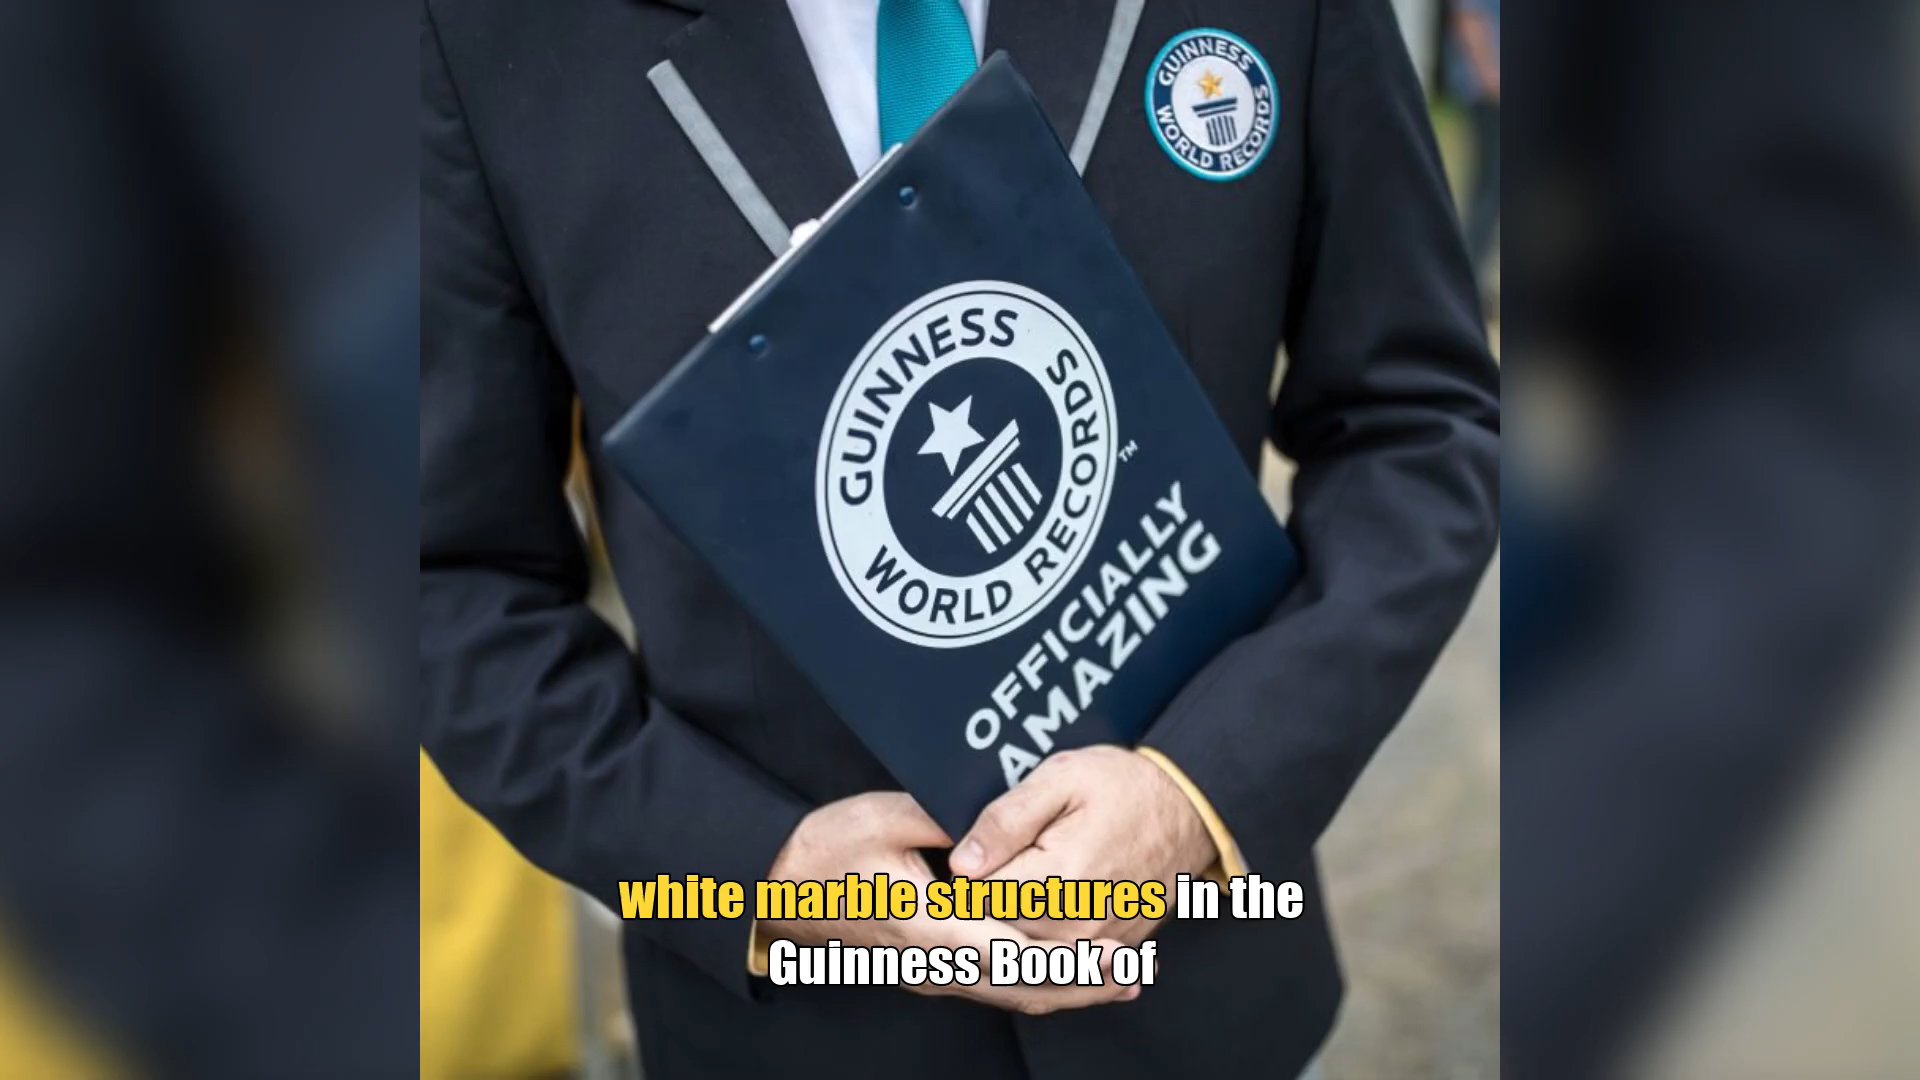 GUINNESS
WORLD RECORDS
GUINNESS
WORLD RECORDS
™
OFFICIALLY
AMAZING
white marble structures in the
Guinness Book of